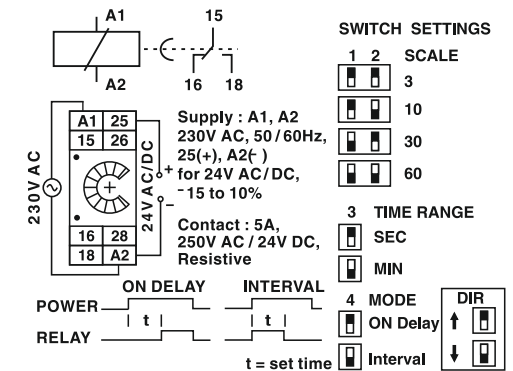 A1
15
A2
16 18
SWITCH SETTINGS
1 2 SCALE
3
10
30
60
A1 25
15 26
16 28
18 A2
230V AC
24V AC/DC
+
–
Supply : A1, A2
230V AC, 50/60Hz,
25(+), A2(-)
for 24V AC/DC,
-15 to 10%
Contact : 5A,
250V AC / 24V DC,
Resistive
3 TIME RANGE
SEC
MIN
4 MODE
ON Delay
Interval
DIR
ON DELAY INTERVAL
POWER
t t
RELAY
t = set time